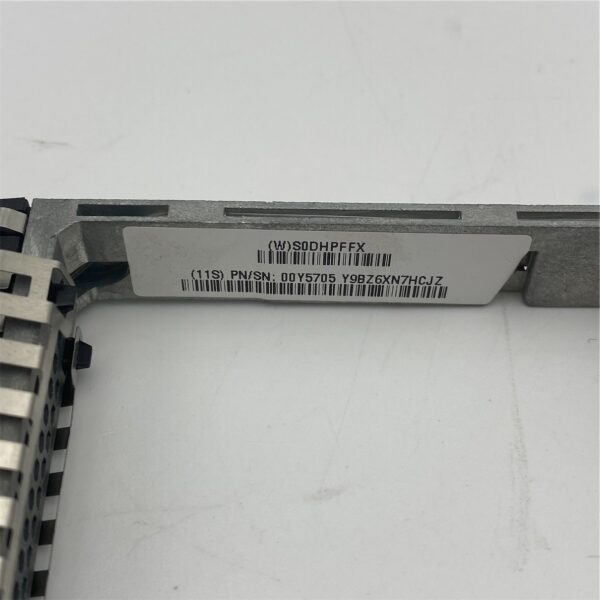 (W)S0DHPFFX
(11S) PN/SN: 00Y5705 Y9BZ6XN7HCJZ